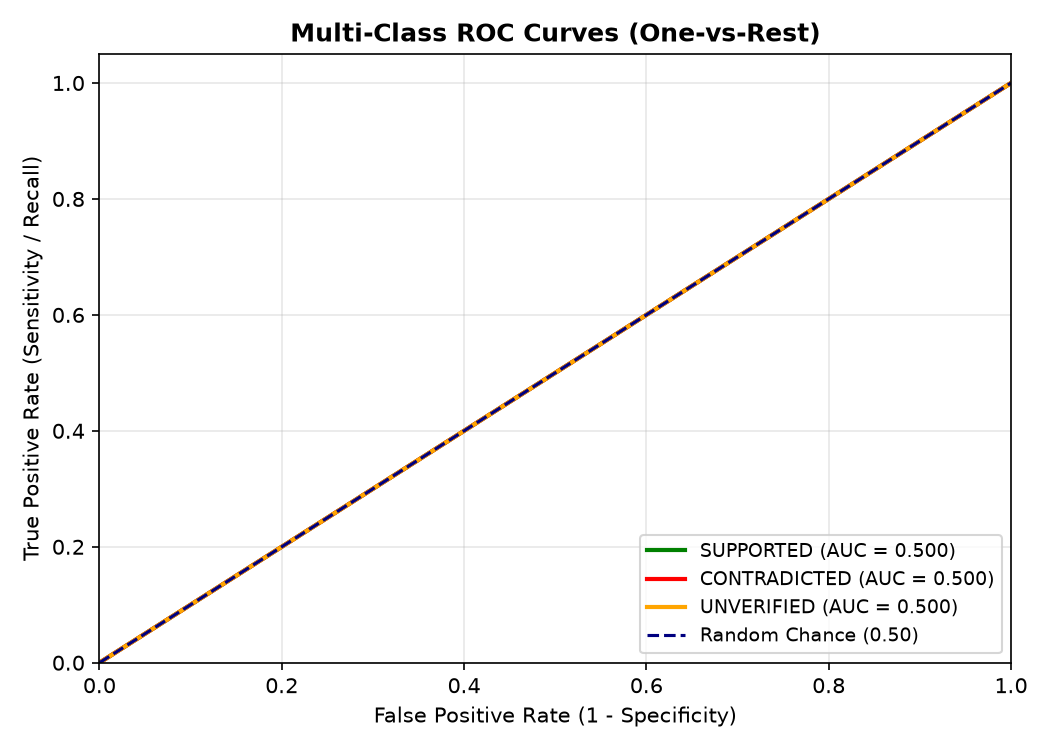 Multi-Class ROC Curves (One-vs-Rest)
True Positive Rate (Sensitivity / Recall)
1.0
0.8
0.6
0.4
0.2
0.0
SUPPORTED (AUC = 0.500)
CONTRADICTED (AUC = 0.500)
UNVERIFIED (AUC = 0.500)
Random Chance (0.50)
0.0 0.2 0.4 0.6 0.8 1.0
False Positive Rate (1 - Specificity)